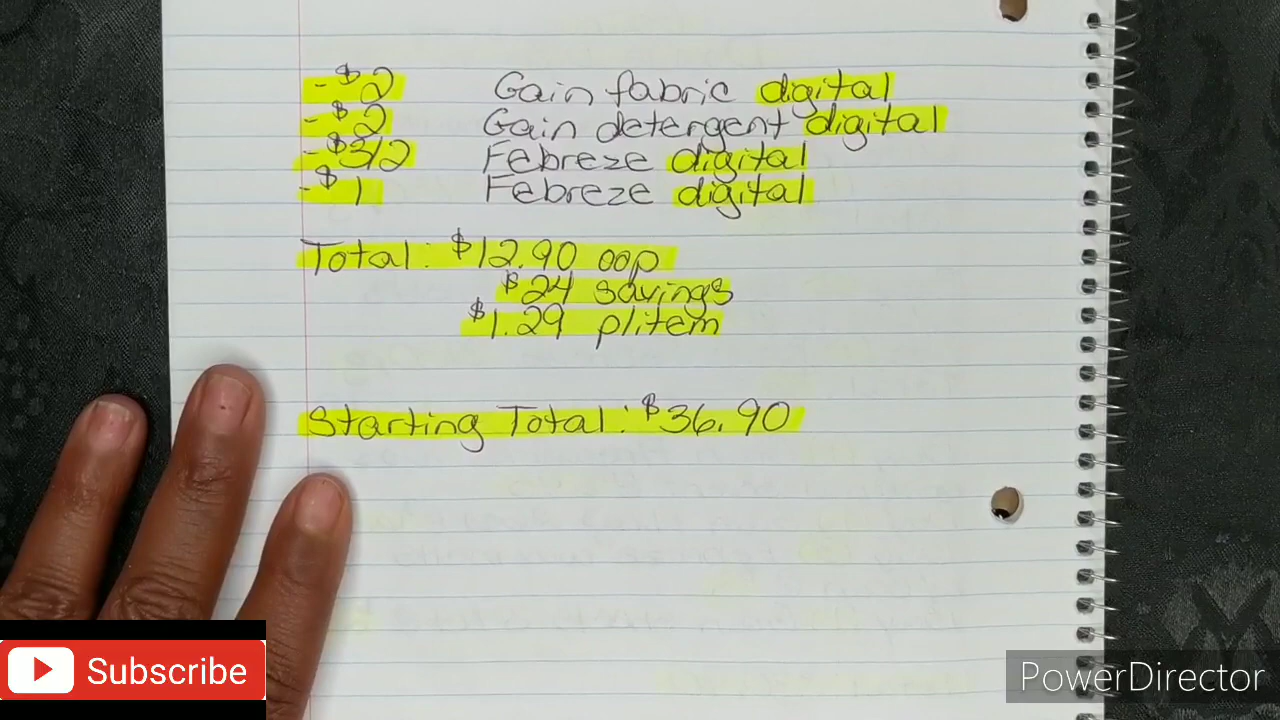 - $2 Gain fabric digital
- $2 Gain detergent digital
- $3/2 Febreze digital
- $1 Febreze digital
Total: $12.90 oop
$24 savings
$1.29 p/item
Starting Total: $36.90
Subscribe
PowerDirector